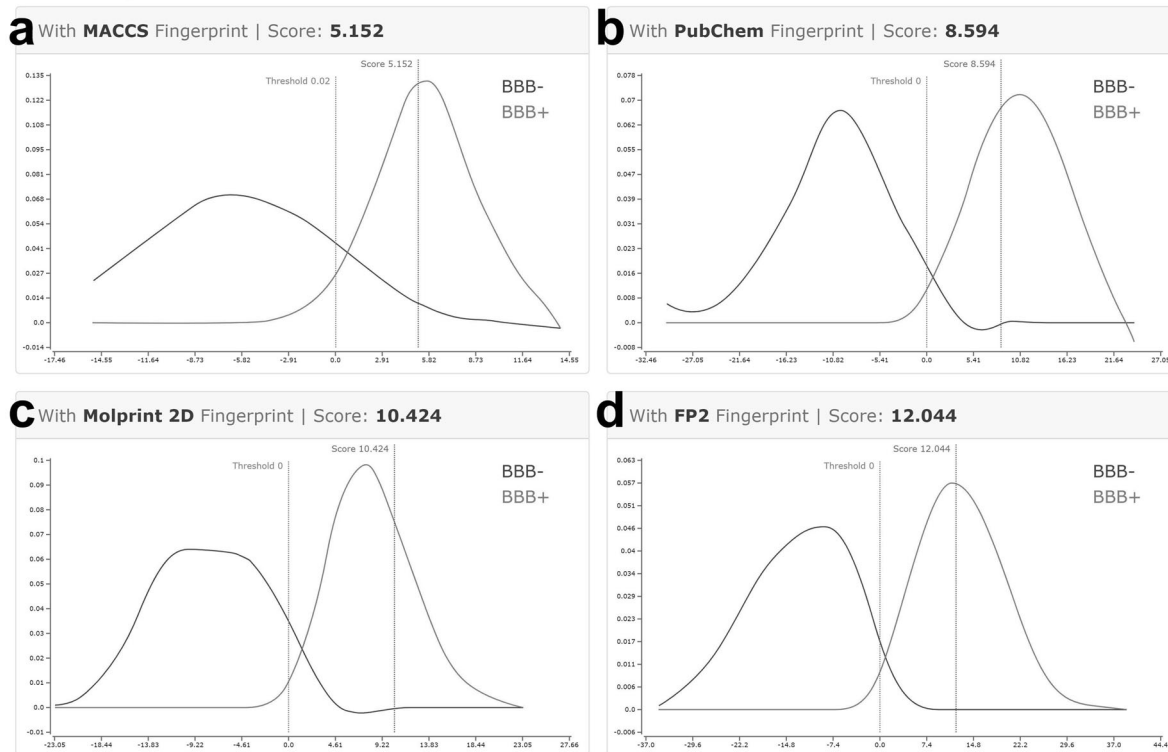 a With MACCS Fingerprint | Score: 5.152
Score 5.152
Threshold 0.02
BBB-
BBB+
0.135
0.122
0.108
0.095
0.081
0.068
0.054
0.041
0.027
0.014
0.0
-0.014
-17.46 -14.55 -11.64 -8.73 -5.82 -2.91 0.0 2.91 5.82 8.73 11.64 14.55
b With PubChem Fingerprint | Score: 8.594
Score 8.594
Threshold 0
BBB-
BBB+
0.078
0.07
0.062
0.055
0.047
0.039
0.031
0.023
0.016
0.008
0.0
-0.008
-32.46 -27.05 -21.64 -16.23 -10.82 -5.41 0.0 5.41 10.82 16.23 21.64 27.05
c With Molprint 2D Fingerprint | Score: 10.424
Score 10.424
Threshold 0
BBB-
BBB+
0.1
0.09
0.08
0.07
0.06
0.05
0.04
0.03
0.02
0.01
0.0
-0.01
-23.05 -18.44 -13.83 -9.22 -4.61 0.0 4.61 9.22 13.83 18.44 23.05 27.66
d With FP2 Fingerprint | Score: 12.044
Score 12.044
Threshold 0
BBB-
BBB+
0.063
0.057
0.051
0.046
0.04
0.034
0.029
0.023
0.017
0.011
0.006
0.0
-0.006
-37.0 -29.6 -22.2 -14.8 -7.4 0.0 7.4 14.8 22.2 29.6 37.0 44.4